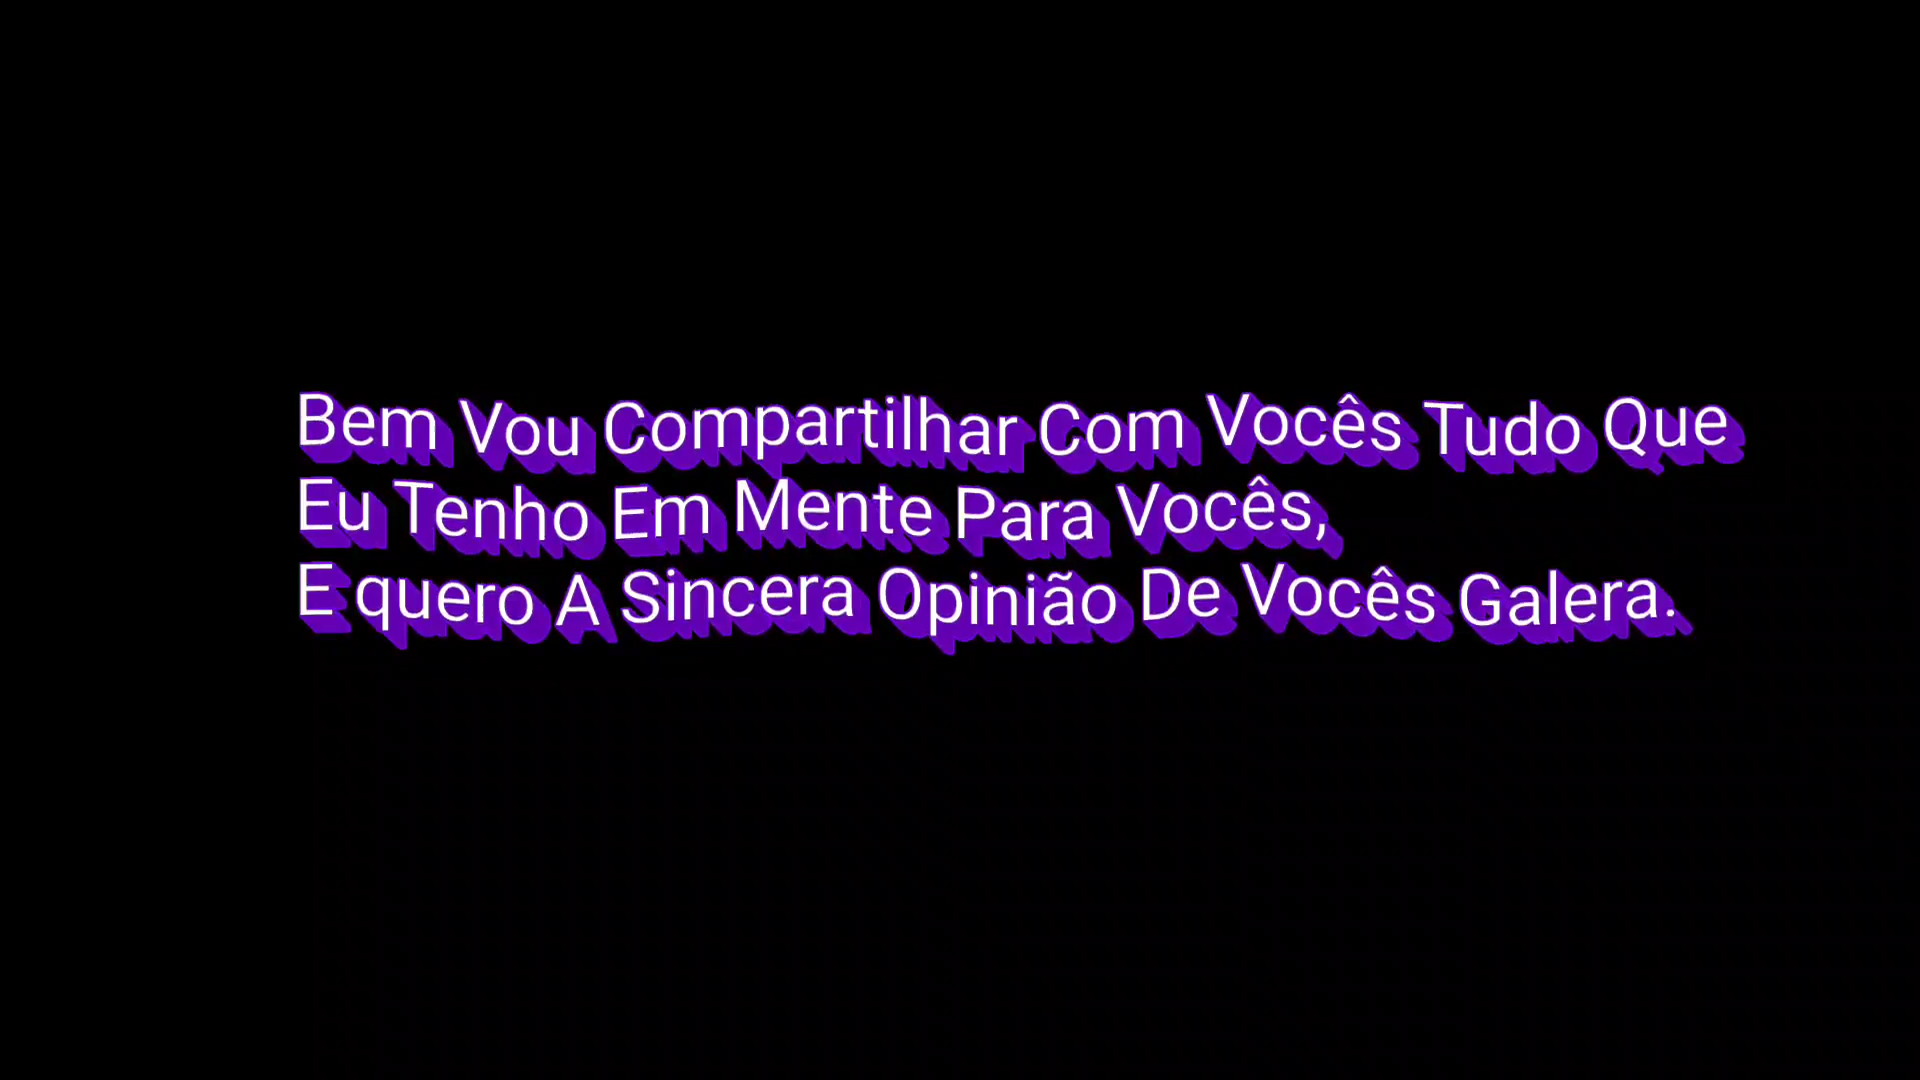 Bem Vou Compartilhar Com Vocês Tudo Que
Eu Tenho Em Mente Para Vocês,
E quero A Sincera Opinião De Vocês Galera.